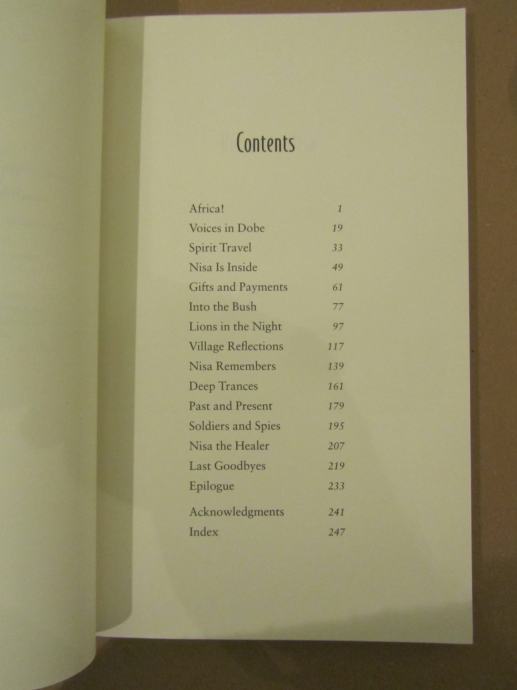 Contents
Africa! 1
Voices in Dobe 19
Spirit Travel 33
Nisa Is Inside 49
Gifts and Payments 61
Into the Bush 77
Lions in the Night 97
Village Reflections 117
Nisa Remembers 139
Deep Trances 161
Past and Present 179
Soldiers and Spies 195
Nisa the Healer 207
Last Goodbyes 219
Epilogue 233
Acknowledgments 241
Index 247